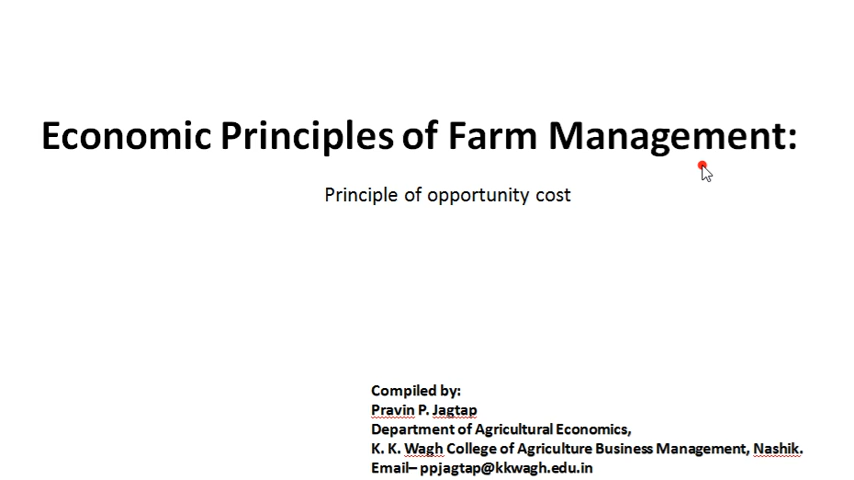 Economic Principles of Farm Management:
Principle of opportunity cost
Compiled by:
Pravin P. Jagtap
Department of Agricultural Economics,
K. K. Wagh College of Agriculture Business Management, Nashik.
Email– ppjagtap@kkwagh.edu.in